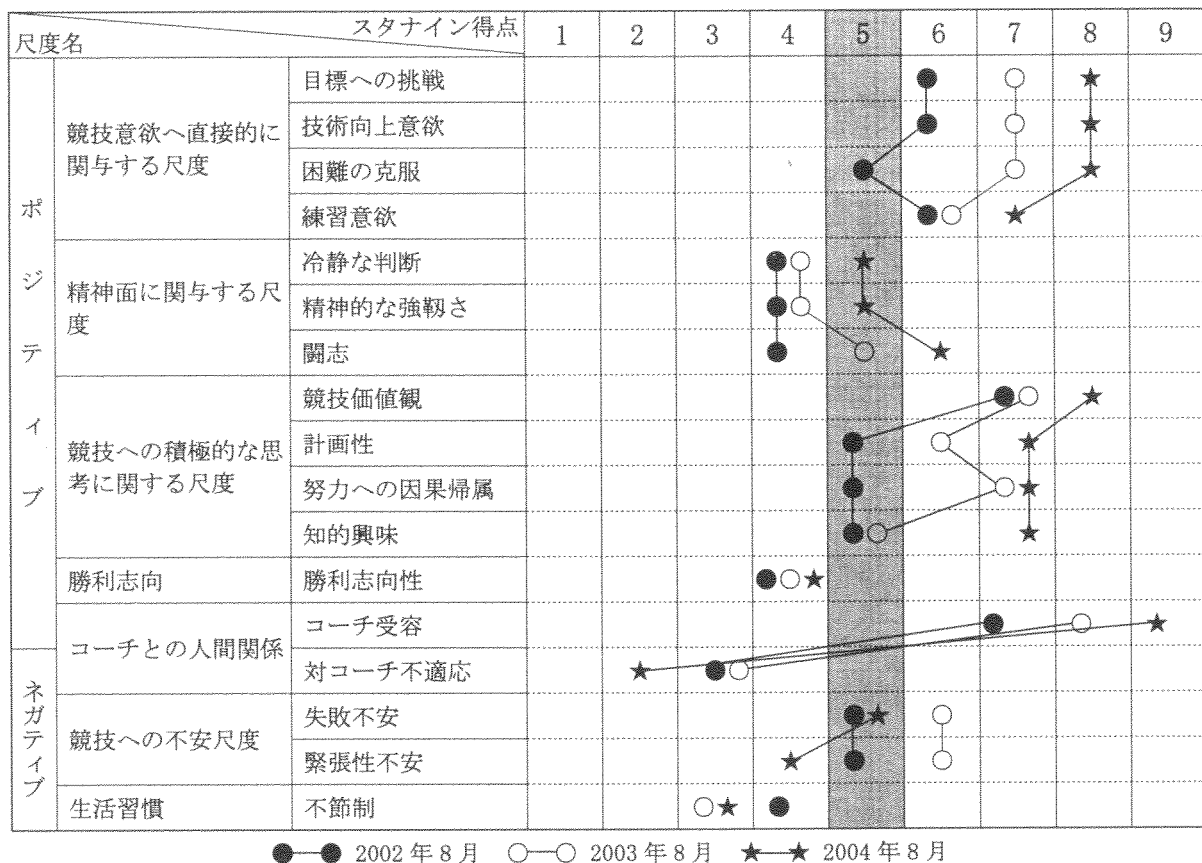 スタナイン得点
尺度名
1 2 3 4 5 6 7 8 9
ポジティブ
競技意欲へ直接的に
関与する尺度
目標への挑戦
技術向上意欲
困難の克服
練習意欲
精神面に関与する尺
度
冷静な判断
精神的な強靱さ
闘志
競技への積極的な思
考に関する尺度
競技価値観
計画性
努力への因果帰属
知的興味
勝利志向
勝利志向性
コーチとの人間関係
コーチ受容
対コーチ不適応
ネガティブ
競技への不安尺度
失敗不安
緊張性不安
生活習慣
不節制
2002年8月 2003年8月 2004年8月